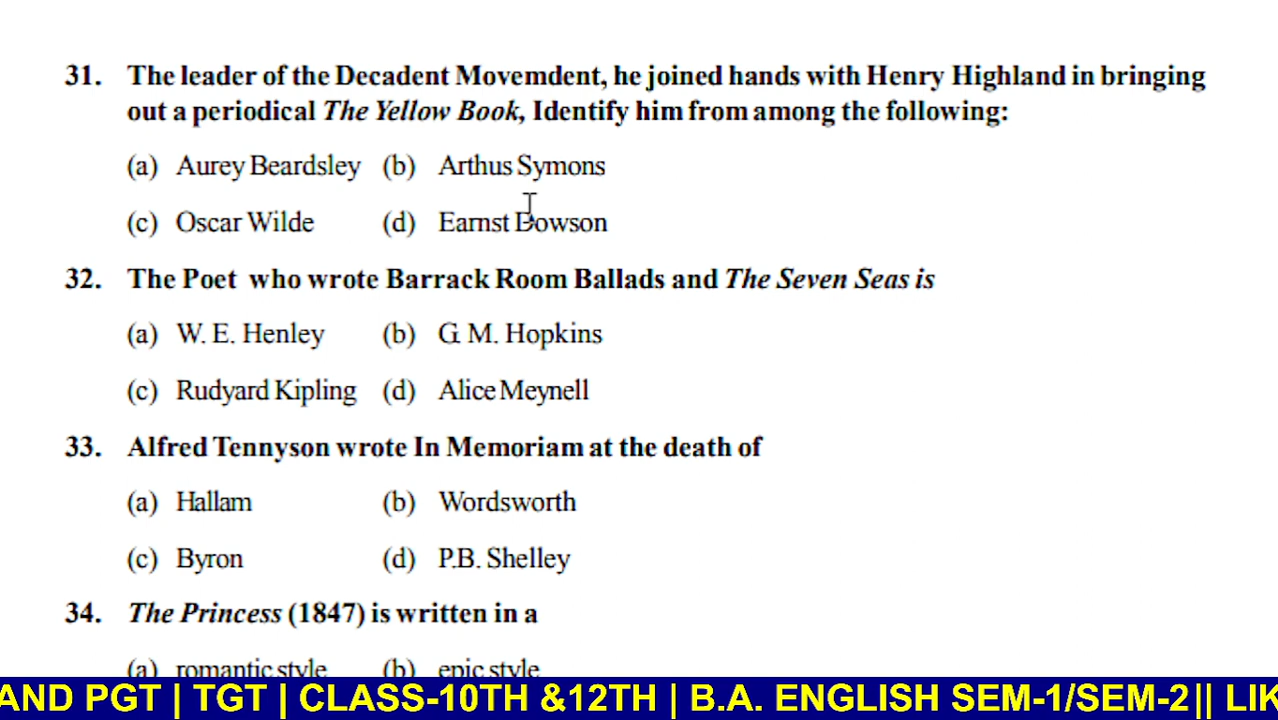 31. The leader of the Decadent Movemdent, he joined hands with Henry Highland in bringing
out a periodical The Yellow Book, Identify him from among the following:
(a) Aurey Beardsley (b) Arthus Symons
(c) Oscar Wilde (d) Earnst Dowson
32. The Poet who wrote Barrack Room Ballads and The Seven Seas is
(a) W. E. Henley (b) G. M. Hopkins
(c) Rudyard Kipling (d) Alice Meynell
33. Alfred Tennyson wrote In Memoriam at the death of
(a) Hallam (b) Wordsworth
(c) Byron (d) P.B. Shelley
34. The Princess (1847) is written in a
(a) romantic style (b) epic style
AND PGT | TGT | CLASS-10TH &12TH | B.A. ENGLISH SEM-1/SEM-2|| LIK